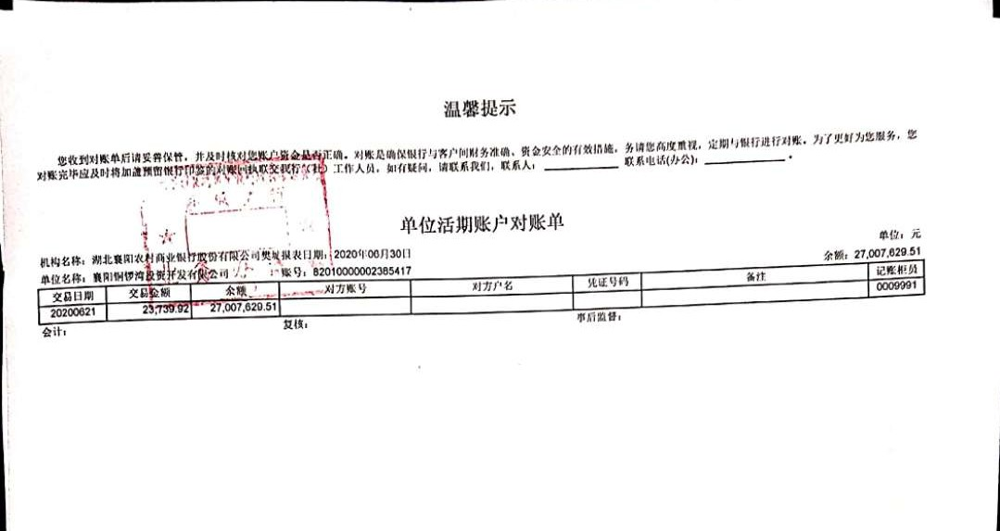 温馨提示
您收到对账单后请妥善保管，并及时核对您账户资金是否正确。对账是确保银行与客户间财务准确、资金安全的有效措施，务请您高度重视，定期与银行进行对账。为了更好为您服务，您
对账完毕应及时将加盖预留银行印鉴的对账回执联交我行（社）工作人员，如有疑问，请联系我们，联系人： 联系电话(办公)： 。
单位活期账户对账单
单位：元
机构名称：湖北襄阳农村商业银行股份有限公司樊城报表日期：2020年06月30日 余额：27,007,629.51
单位名称：襄阳铜锣湾投资开发有限公司 账号：82010000002385417
交易日期 交易金额 余额 对方账号 对方户名 凭证号码 备注 记账柜员
20200621 23,739.92 27,007,629.51 0009991
会计： 复核： 事后监督：